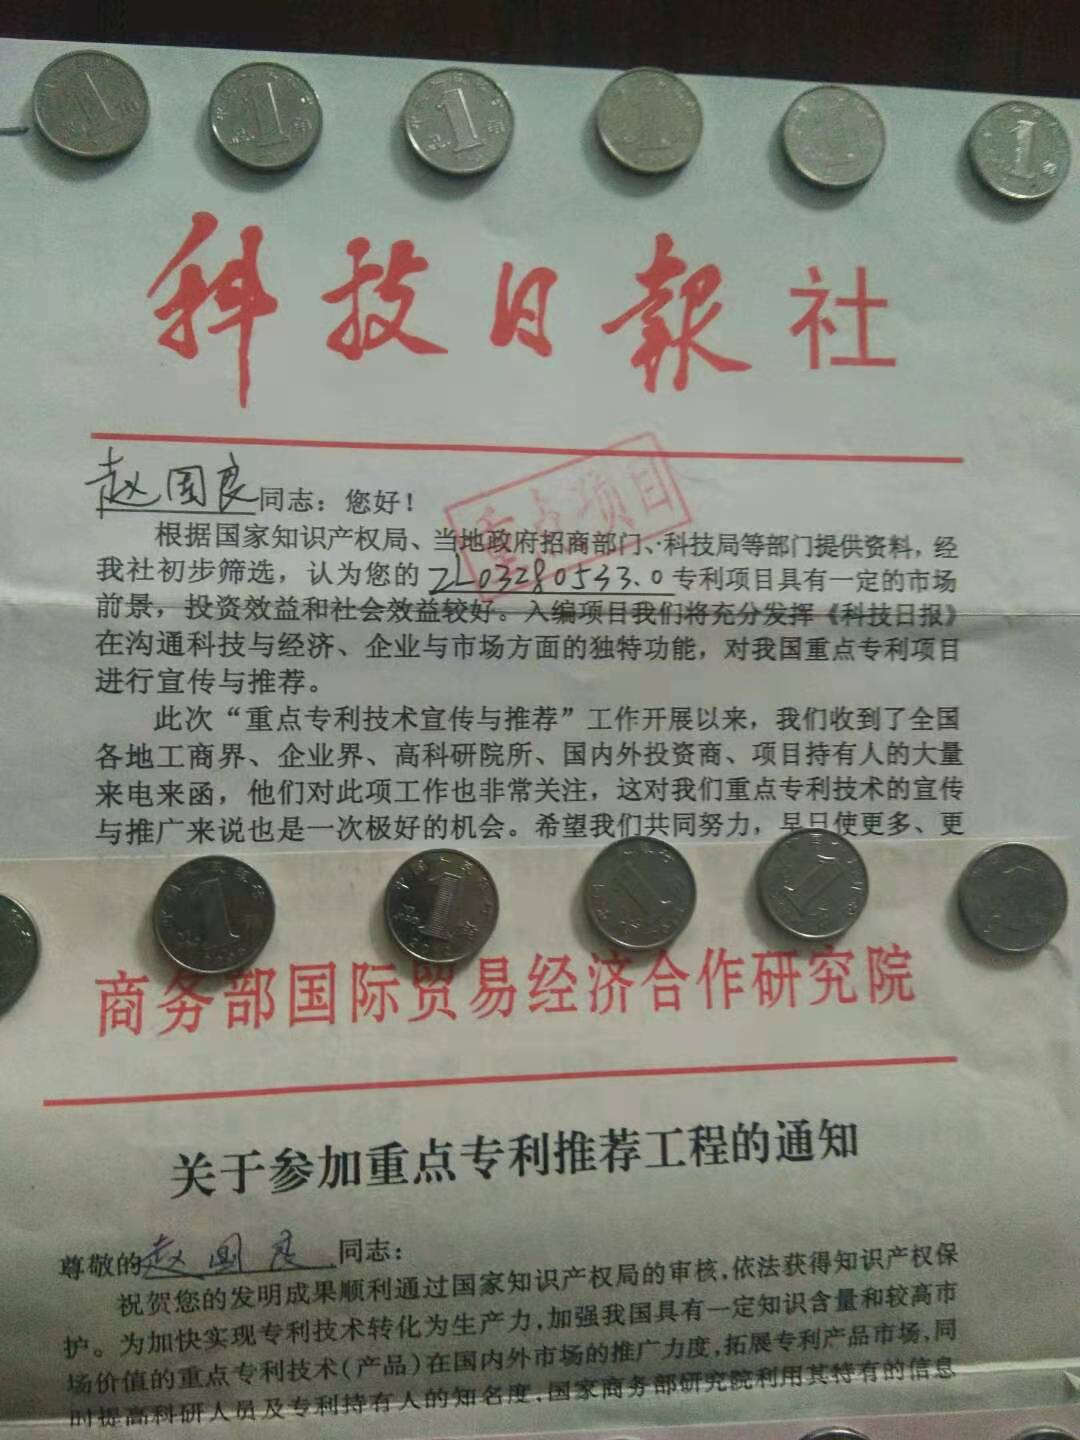 科技日報社
赵国良同志：您好！
重点项目
根据国家知识产权局、当地政府招商部门、科技局等部门提供资料，经
我社初步筛选，认为您的ZL03280533.0专利项目具有一定的市场
前景，投资效益和社会效益较好。入编项目我们将充分发挥《科技日报》
在沟通科技与经济、企业与市场方面的独特功能，对我国重点专利项目
进行宣传与推荐。
此次“重点专利技术宣传与推荐”工作开展以来，我们收到了全国
各地工商界、企业界、高科研院所、国内外投资商、项目持有人的大量
来电来函，他们对此项工作也非常关注，这对我们重点专利技术的宣传
与推广来说也是一次极好的机会。希望我们共同努力，早日使更多、更
商务部国际贸易经济合作研究院
关于参加重点专利推荐工程的通知
尊敬的赵国良同志：
祝贺您的发明成果顺利通过国家知识产权局的审核，依法获得知识产权保
护。为加快实现专利技术转化为生产力，加强我国具有一定知识含量和较高市
场价值的重点专利技术（产品）在国内外市场的推广力度，拓展专利产品市场，同
时提高科研人员及专利持有人的知名度，国家商务部研究院利用其特有的信息